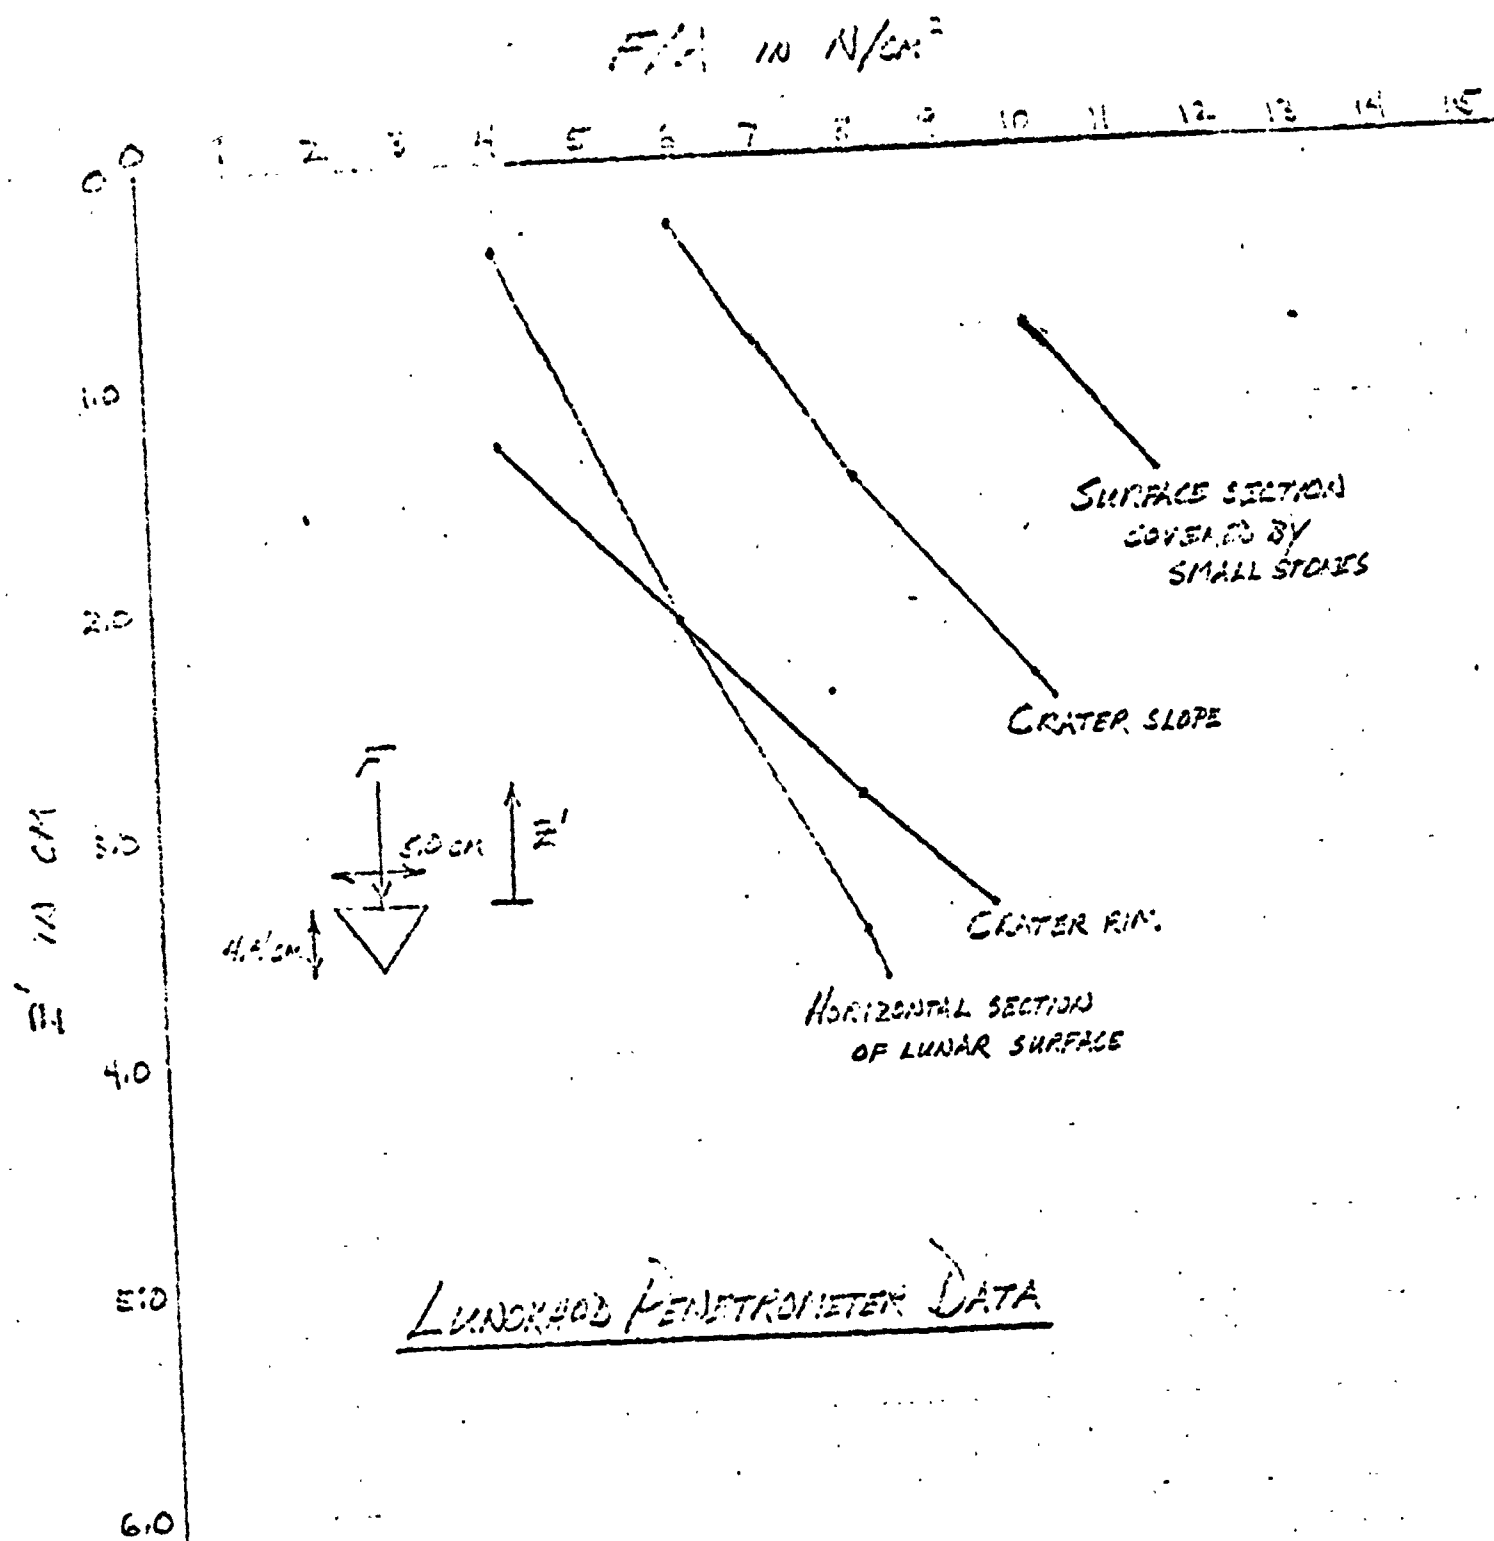 F/A IN N/CM²
0 1 2 3 4 5 6 7 8 9 10 11 12 13 14 15
0
1.0
2.0
3.0
4.0
5.0
6.0
Z' IN CM
SURFACE SECTION
COVERED BY
SMALL STONES
CRATER SLOPE
CRATER RIM
HORIZONTAL SECTION
OF LUNAR SURFACE
F
5.0 CM
Z'
4.4 CM
LUNOKHOD PENETROMETER DATA